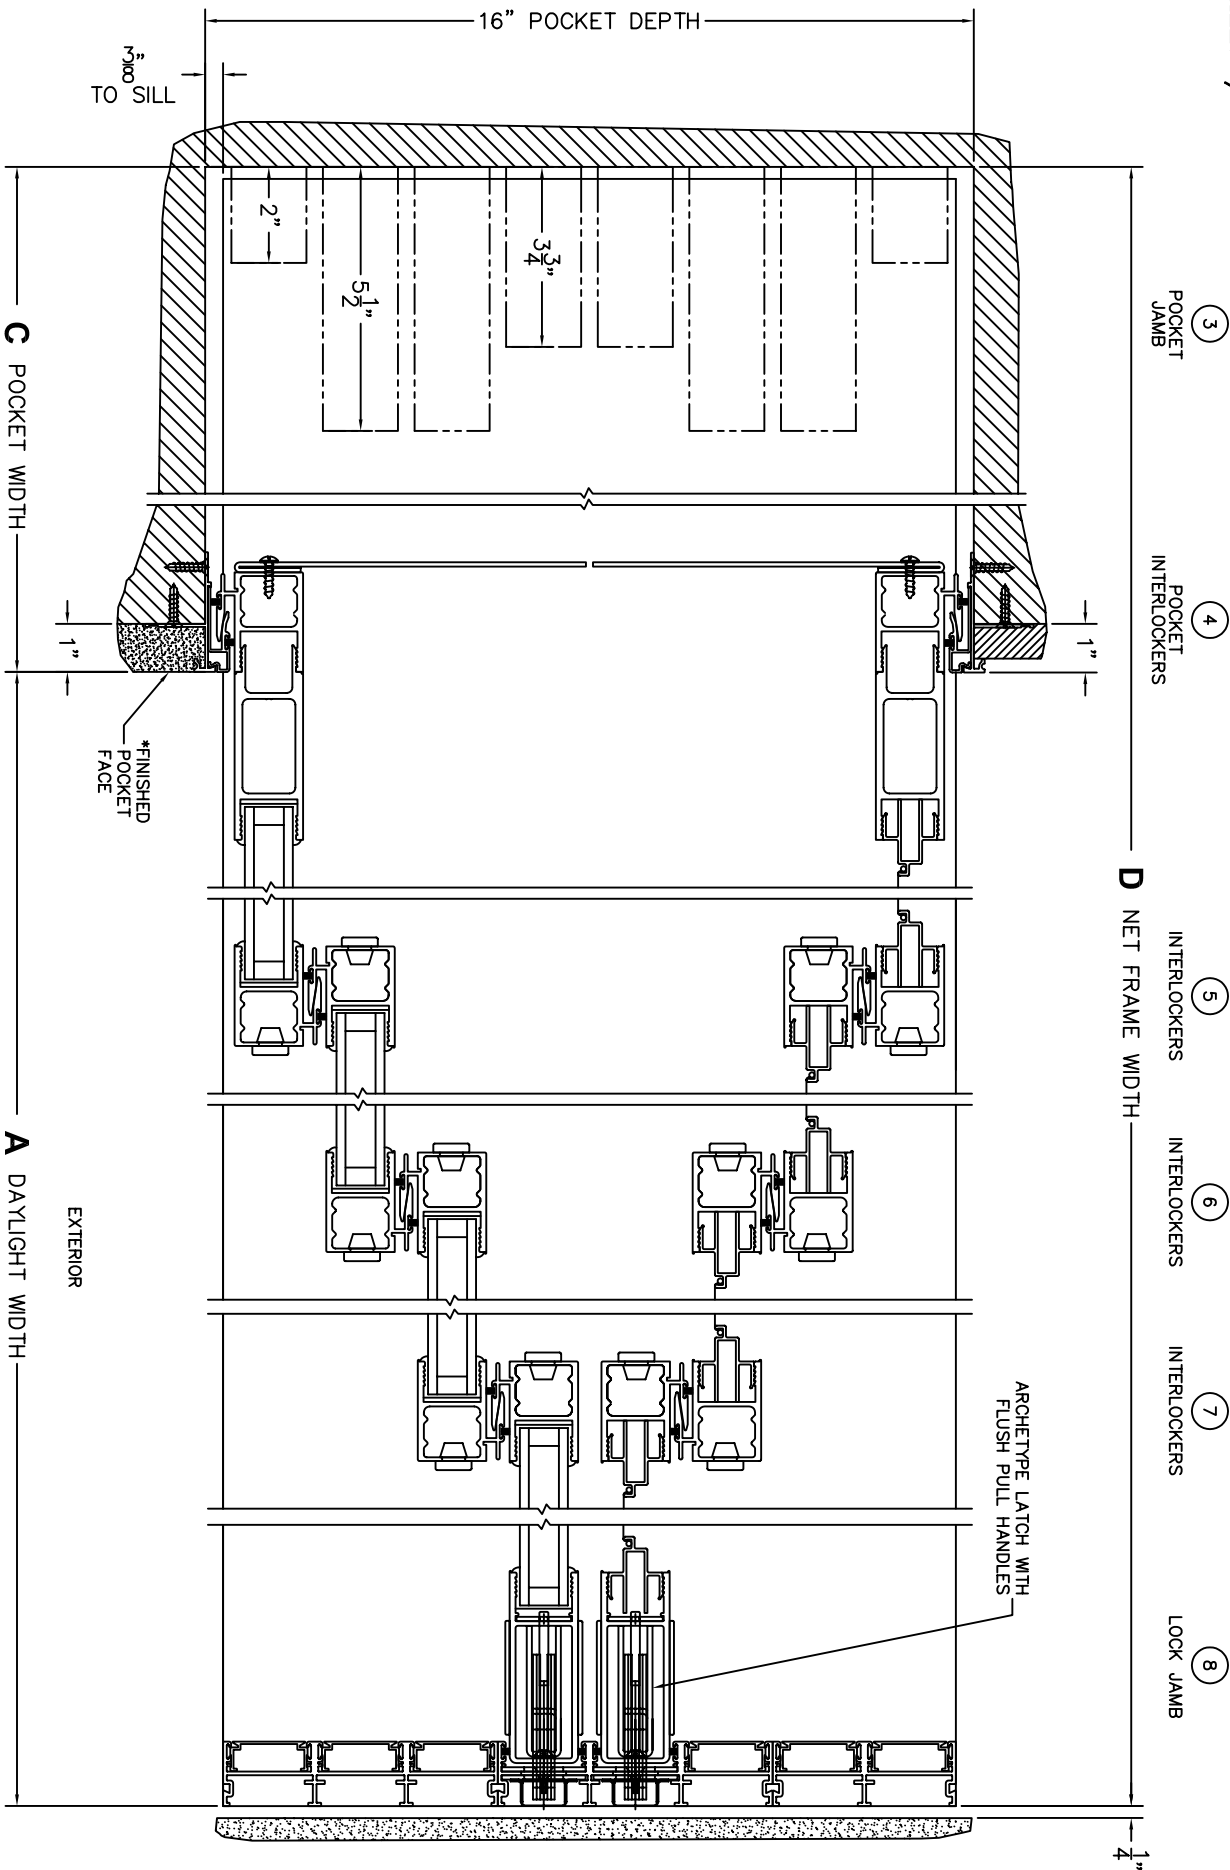 16" POCKET DEPTH
3/8"
TO SILL
3
POCKET
JAMB
4
POCKET
INTERLOCKERS
5
INTERLOCKERS
6
INTERLOCKERS
7
INTERLOCKERS
8
LOCK JAMB
D NET FRAME WIDTH
1/4"
2"
5 1/2"
3 3/4"
1"
1"
*FINISHED
POCKET
FACE
ARCHETYPE LATCH WITH
FLUSH PULL HANDLES
EXTERIOR
C POCKET WIDTH
A DAYLIGHT WIDTH